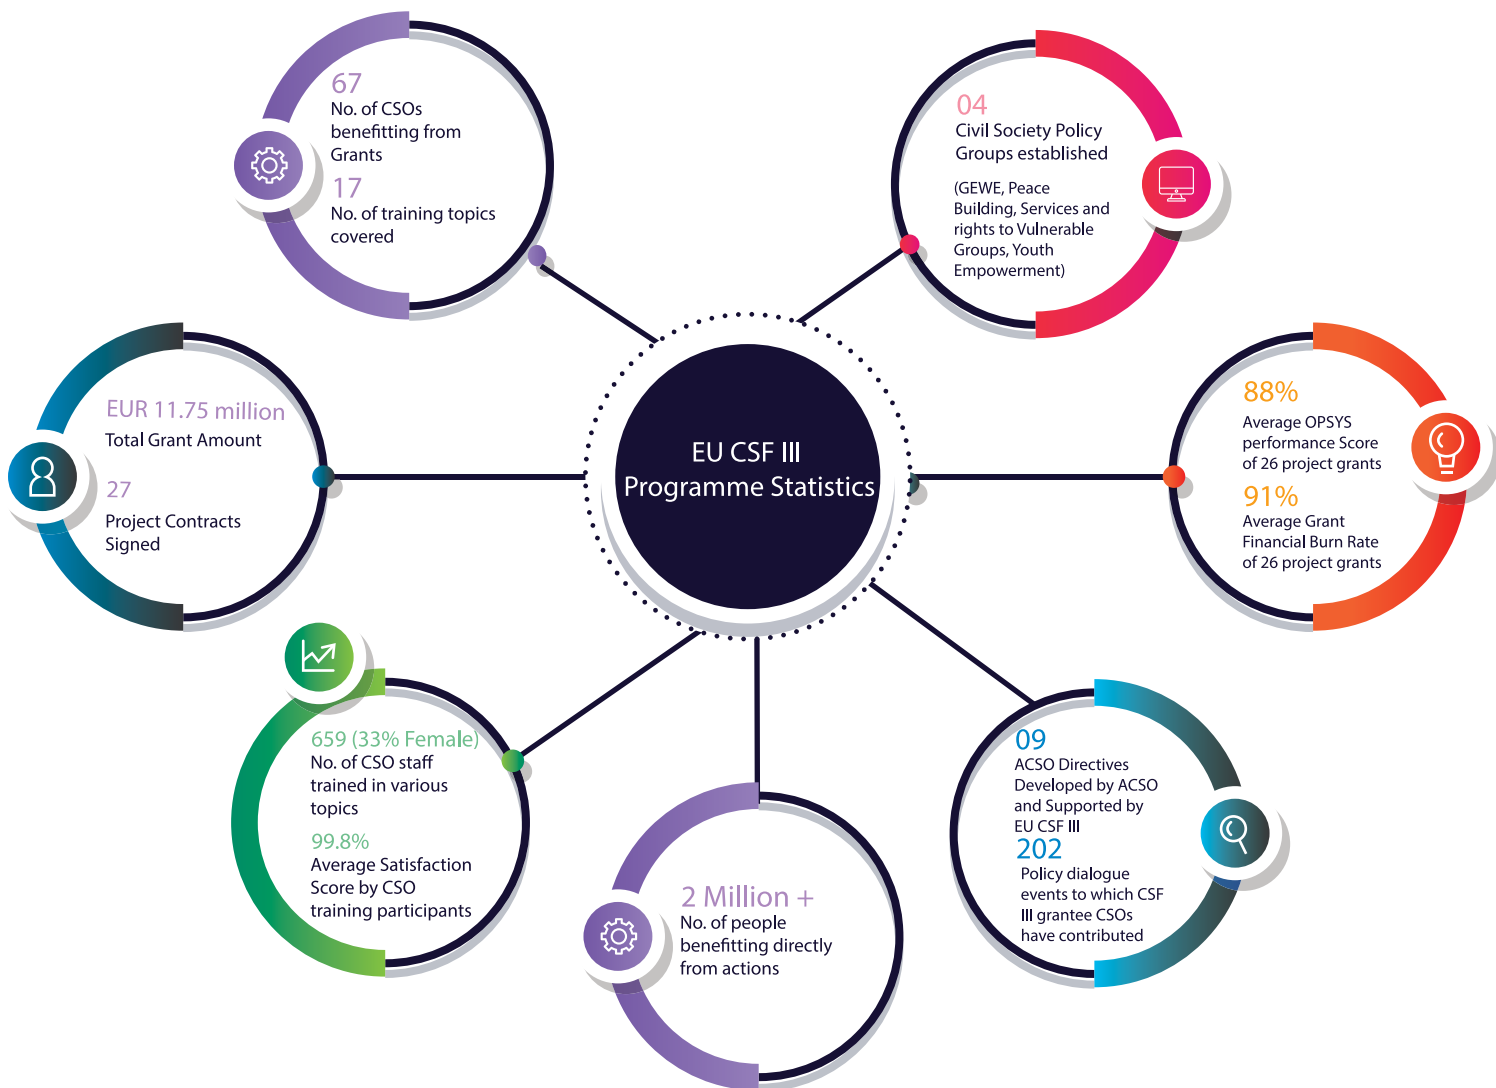 67
No. of CSOs
benefitting from
Grants
17
No. of training topics
covered
04
Civil Society Policy
Groups established
(GEWE, Peace
Building, Services and
rights to Vulnerable
Groups, Youth
Empowerment)
EUR 11.75 million
Total Grant Amount
27
Project Contracts
Signed
EU CSF III
Programme Statistics
88%
Average OPSYS
performance Score
of 26 project grants
91%
Average Grant
Financial Burn Rate
of 26 project grants
659 (33% Female)
No. of CSO staff
trained in various
topics
99.8%
Average Satisfaction
Score by CSO
training participants
2 Million +
No. of people
benefitting directly
from actions
09
ACSO Directives
Developed by ACSO
and Supported by
EU CSF III
202
Policy dialogue
events to which CSF
III grantee CSOs
have contributed